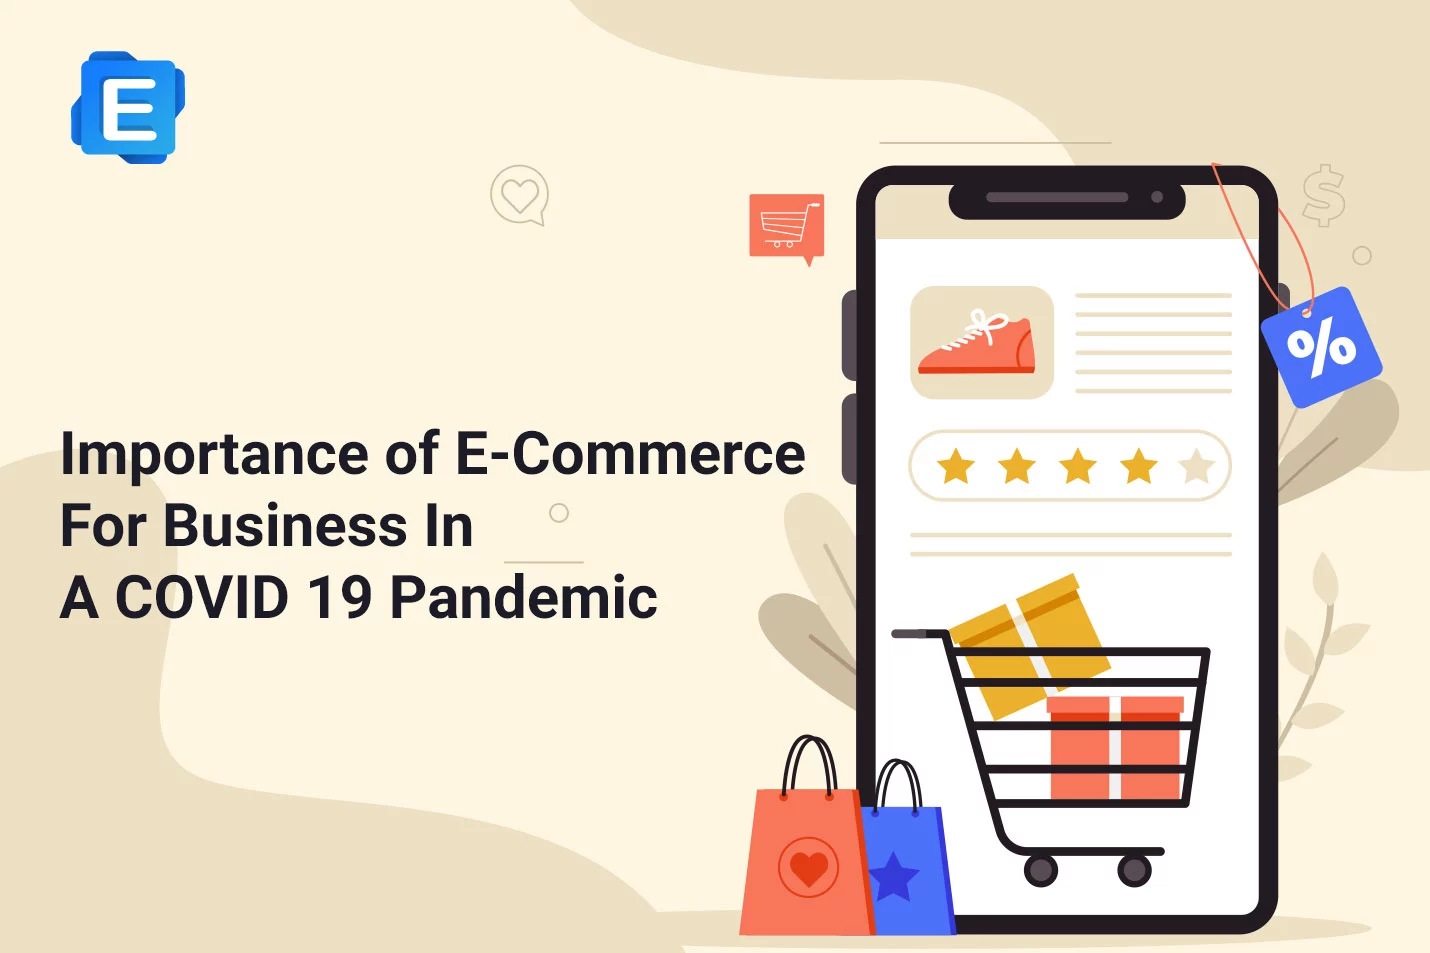 E
Importance of E-Commerce
For Business In
A COVID 19 Pandemic
$
%